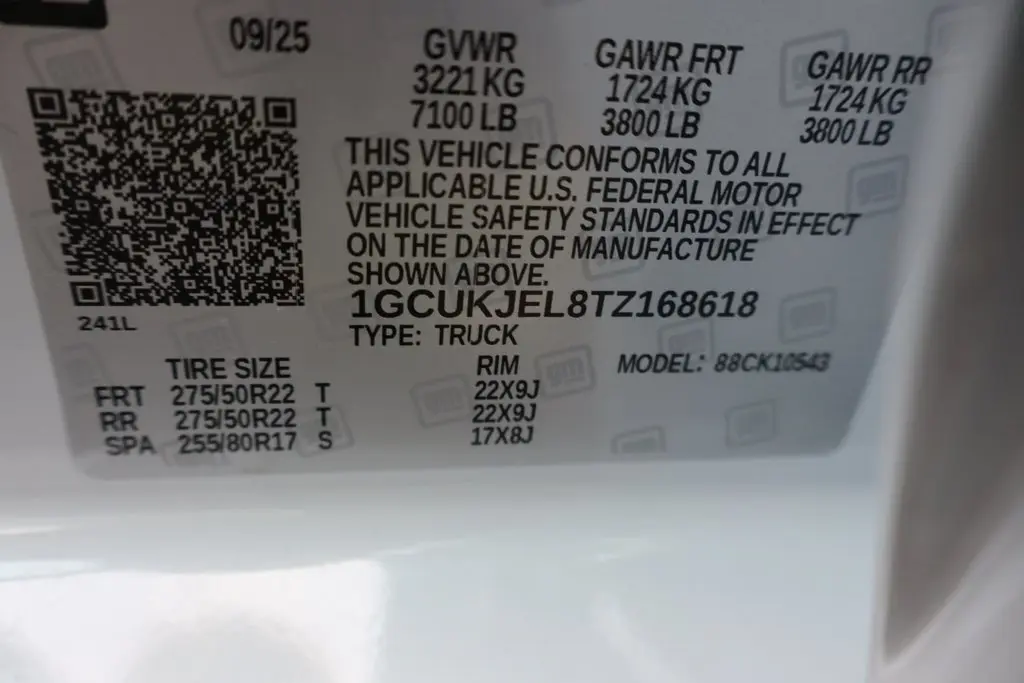 09/25
GVWR GAWR FRT GAWR RR
3221 KG 1724 KG 1724 KG
7100 LB 3800 LB 3800 LB
THIS VEHICLE CONFORMS TO ALL
APPLICABLE U.S. FEDERAL MOTOR
VEHICLE SAFETY STANDARDS IN EFFECT
ON THE DATE OF MANUFACTURE
SHOWN ABOVE.
1GCUKJEL8TZ168618
241L
TYPE: TRUCK
TIRE SIZE RIM MODEL: 88CK10543
FRT 275/50R22 T 22X9J
RR 275/50R22 T 22X9J
SPA 255/80R17 S 17X8J
gm